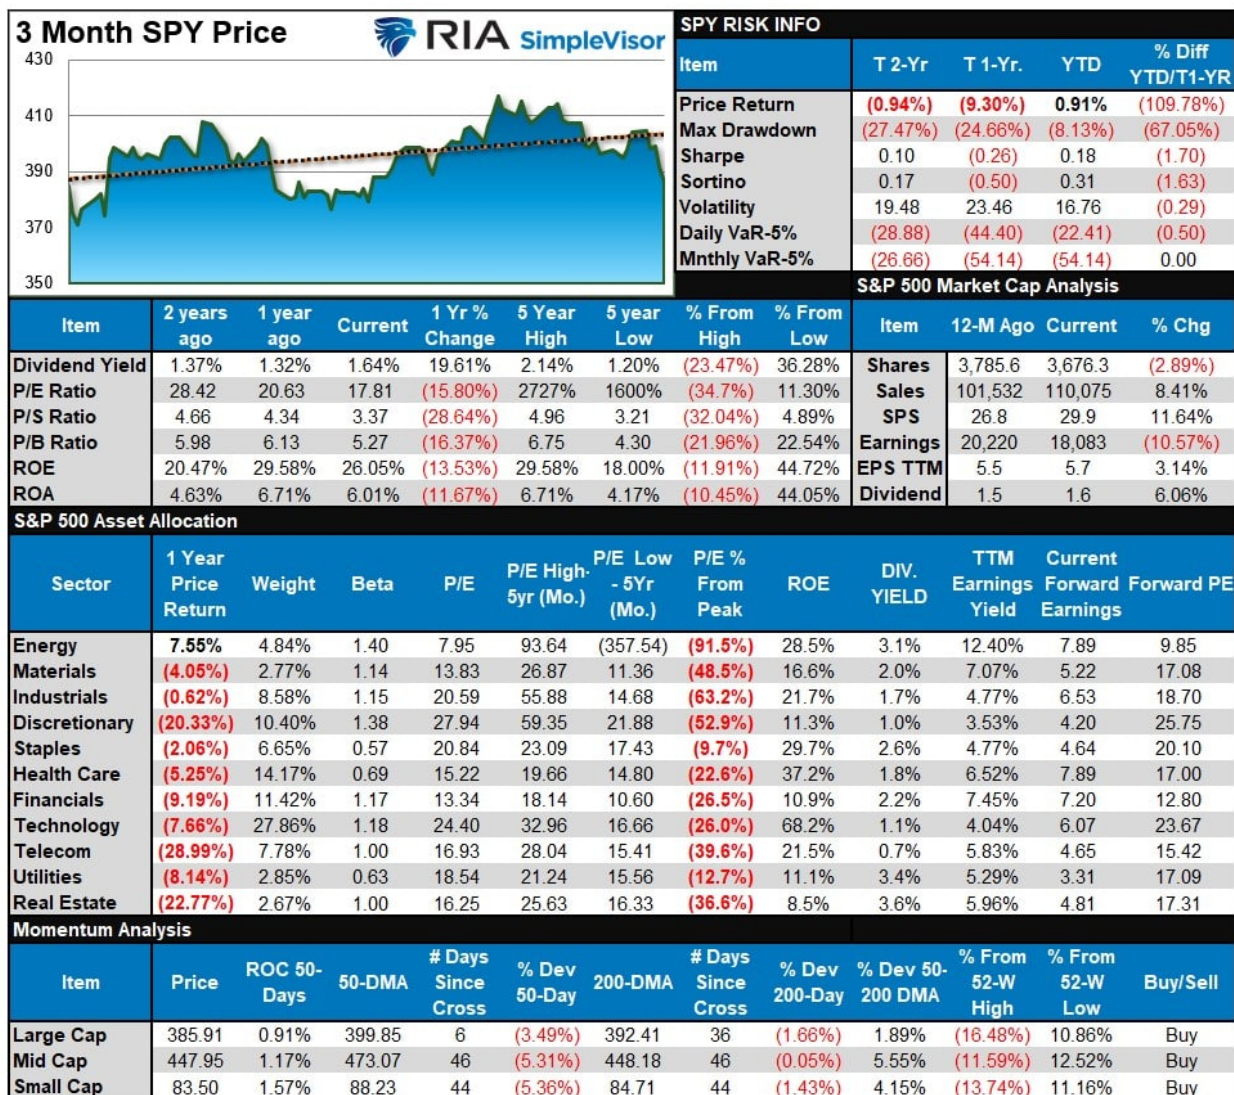 3 Month SPY Price
RIA SimpleVisor
430
410
390
370
350
SPY RISK INFO
Item T 2-Yr T 1-Yr. YTD % Diff YTD/T1-YR
Price Return (0.94%) (9.30%) 0.91% (109.78%)
Max Drawdown (27.47%) (24.66%) (8.13%) (67.05%)
Sharpe 0.10 (0.26) 0.18 (1.70)
Sortino 0.17 (0.50) 0.31 (1.63)
Volatility 19.48 23.46 16.76 (0.29)
Daily VaR-5% (28.88) (44.40) (22.41) (0.50)
Mnthly VaR-5% (26.66) (54.14) (54.14) 0.00
Item 2 years ago 1 year ago Current 1 Yr % Change 5 Year High 5 year Low % From High % From Low
Dividend Yield 1.37% 1.32% 1.64% 19.61% 2.14% 1.20% (23.47%) 36.28%
P/E Ratio 28.42 20.63 17.81 (15.80%) 2727% 1600% (34.7%) 11.30%
P/S Ratio 4.66 4.34 3.37 (28.64%) 4.96 3.21 (32.04%) 4.89%
P/B Ratio 5.98 6.13 5.27 (16.37%) 6.75 4.30 (21.96%) 22.54%
ROE 20.47% 29.58% 26.05% (13.53%) 29.58% 18.00% (11.91%) 44.72%
ROA 4.63% 6.71% 6.01% (11.67%) 6.71% 4.17% (10.45%) 44.05%
S&P 500 Market Cap Analysis
Item 12-M Ago Current % Chg
Shares 3,785.6 3,676.3 (2.89%)
Sales 101,532 110,075 8.41%
SPS 26.8 29.9 11.64%
Earnings 20,220 18,083 (10.57%)
EPS TTM 5.5 5.7 3.14%
Dividend 1.5 1.6 6.06%
S&P 500 Asset Allocation
Sector 1 Year Price Return Weight Beta P/E P/E High- 5yr (Mo.) P/E Low - 5Yr (Mo.) P/E % From Peak ROE DIV. YIELD TTM Earnings Yield Current Forward Earnings Forward PE
Energy 7.55% 4.84% 1.40 7.95 93.64 (357.54) (91.5%) 28.5% 3.1% 12.40% 7.89 9.85
Materials (4.05%) 2.77% 1.14 13.83 26.87 11.36 (48.5%) 16.6% 2.0% 7.07% 5.22 17.08
Industrials (0.62%) 8.58% 1.15 20.59 55.88 14.68 (63.2%) 21.7% 1.7% 4.77% 6.53 18.70
Discretionary (20.33%) 10.40% 1.38 27.94 59.35 21.88 (52.9%) 11.3% 1.0% 3.53% 4.20 25.75
Staples (2.06%) 6.65% 0.57 20.84 23.09 17.43 (9.7%) 29.7% 2.6% 4.77% 4.64 20.10
Health Care (5.25%) 14.17% 0.69 15.22 19.66 14.80 (22.6%) 37.2% 1.8% 6.52% 7.89 17.00
Financials (9.19%) 11.42% 1.17 13.34 18.14 10.60 (26.5%) 10.9% 2.2% 7.45% 7.20 12.80
Technology (7.66%) 27.86% 1.18 24.40 32.96 16.66 (26.0%) 68.2% 1.1% 4.04% 6.07 23.67
Telecom (28.99%) 7.78% 1.00 16.93 28.04 15.41 (39.6%) 21.5% 0.7% 5.83% 4.65 15.42
Utilities (8.14%) 2.85% 0.63 18.54 21.24 15.56 (12.7%) 11.1% 3.4% 5.29% 3.31 17.09
Real Estate (22.77%) 2.67% 1.00 16.25 25.63 16.33 (36.6%) 8.5% 3.6% 5.96% 4.81 17.31
Momentum Analysis
Item Price ROC 50-Days 50-DMA # Days Since Cross % Dev 50-Day 200-DMA # Days Since Cross % Dev 200-Day % Dev 50-200 DMA % From 52-W High % From 52-W Low Buy/Sell
Large Cap 385.91 0.91% 399.85 6 (3.49%) 392.41 36 (1.66%) 1.89% (16.48%) 10.86% Buy
Mid Cap 447.95 1.17% 473.07 46 (5.31%) 448.18 46 (0.05%) 5.55% (11.59%) 12.52% Buy
Small Cap 83.50 1.57% 88.23 44 (5.36%) 84.71 44 (1.43%) 4.15% (13.74%) 11.16% Buy